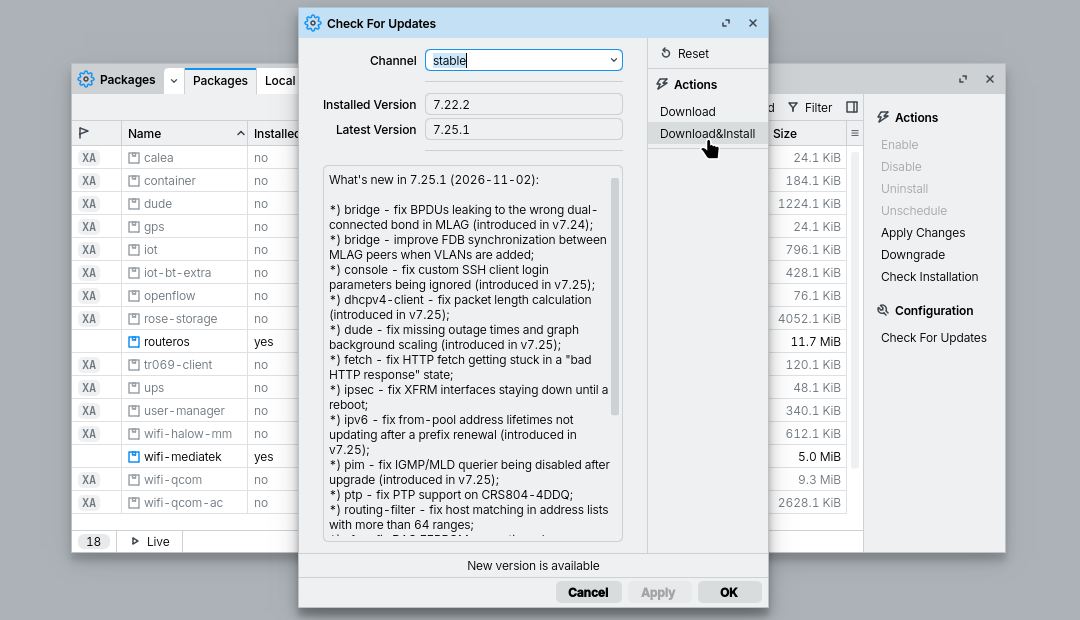 Check For Updates
Channel
stable
Installed Version
7.22.2
Latest Version
7.25.1
What's new in 7.25.1 (2026-11-02):
*) bridge - fix BPDUs leaking to the wrong dual-
connected bond in MLAG (introduced in v7.24);
*) bridge - improve FDB synchronization between
MLAG peers when VLANs are added;
*) console - fix custom SSH client login
parameters being ignored (introduced in v7.25);
*) dhcpv4-client - fix packet length calculation
(introduced in v7.25);
*) dude - fix missing outage times and graph
background scaling (introduced in v7.25);
*) fetch - fix HTTP fetch getting stuck in a "bad
HTTP response" state;
*) ipsec - fix XFRM interfaces staying down until a
reboot;
*) ipv6 - fix from-pool address lifetimes not
updating after a prefix renewal (introduced in
v7.25);
*) pim - fix IGMP/MLD querier being disabled after
upgrade (introduced in v7.25);
*) ptp - fix PTP support on CRS804-4DDQ;
*) routing-filter - fix host matching in address lists
with more than 64 ranges;
Reset
Actions
Download
Download&Install
New version is available
Cancel
Apply
OK
Packages
Packages
Local
Filter
Name
Installed
Size
XA calea no 24.1 KiB
XA container no 184.1 KiB
XA dude no 1224.1 KiB
XA gps no 24.1 KiB
XA iot no 796.1 KiB
XA iot-bt-extra no 428.1 KiB
XA openflow no 76.1 KiB
XA rose-storage no 4052.1 KiB
routeros yes 11.7 MiB
XA tr069-client no 120.1 KiB
XA ups no 48.1 KiB
XA user-manager no 340.1 KiB
XA wifi-halow-mm no 612.1 KiB
wifi-mediatek yes 5.0 MiB
XA wifi-qcom no 9.3 MiB
XA wifi-qcom-ac no 2628.1 KiB
18
Live
Actions
Enable
Disable
Uninstall
Unschedule
Apply Changes
Downgrade
Check Installation
Configuration
Check For Updates